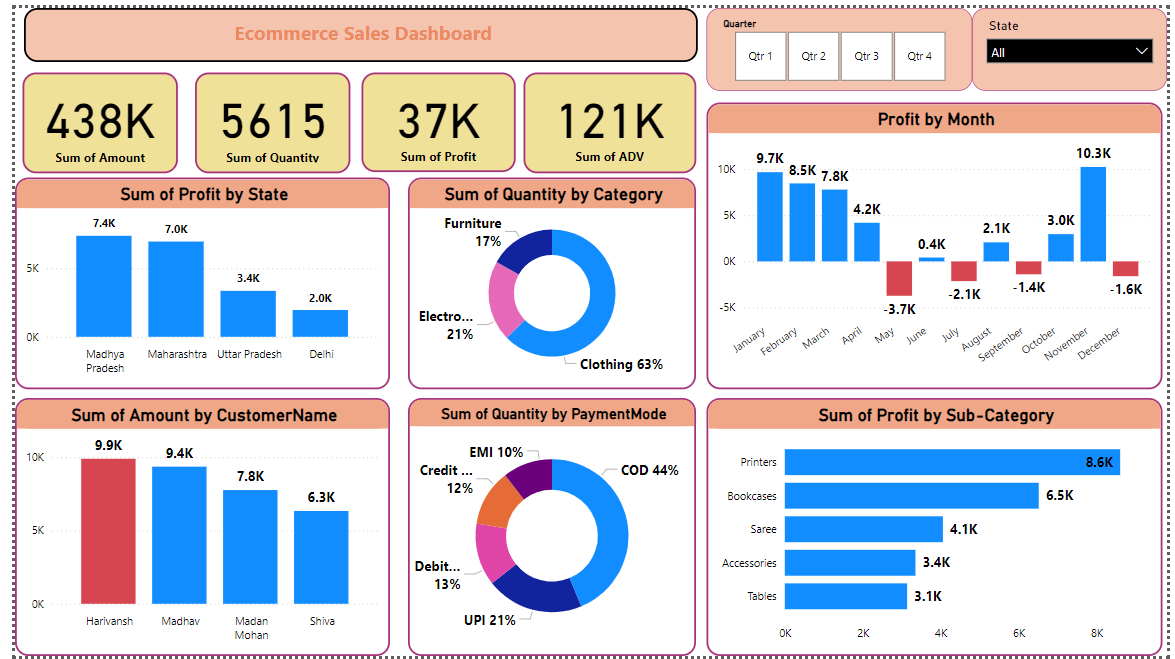 Ecommerce Sales Dashboard
Quarter
Qtr 1
Qtr 2
Qtr 3
Qtr 4
State
All
438K
Sum of Amount
5615
Sum of Quantity
37K
Sum of Profit
121K
Sum of ADV
Profit by Month
10K
5K
0K
-5K
9.7K
8.5K
7.8K
4.2K
-3.7K
0.4K
-2.1K
2.1K
-1.4K
3.0K
10.3K
-1.6K
January
February
March
April
May
June
July
August
September
October
November
December
Sum of Profit by State
5K
0K
7.4K
7.0K
3.4K
2.0K
Madhya
Pradesh
Maharashtra
Uttar Pradesh
Delhi
Sum of Quantity by Category
Furniture
17%
Electro...
21%
Clothing 63%
Sum of Amount by CustomerName
10K
5K
0K
9.9K
9.4K
7.8K
6.3K
Harivansh
Madhav
Madan
Mohan
Shiva
Sum of Quantity by PaymentMode
EMI 10%
Credit ...
12%
Debit...
13%
UPI 21%
COD 44%
Sum of Profit by Sub-Category
Printers
8.6K
Bookcases
6.5K
Saree
4.1K
Accessories
3.4K
Tables
3.1K
0K
2K
4K
6K
8K